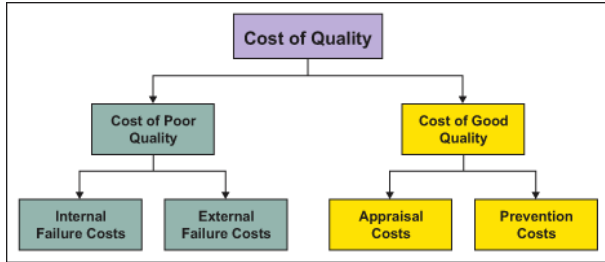 Cost of Quality
Cost of Poor
Quality
Cost of Good
Quality
Internal
Failure Costs
External
Failure Costs
Appraisal
Costs
Prevention
Costs